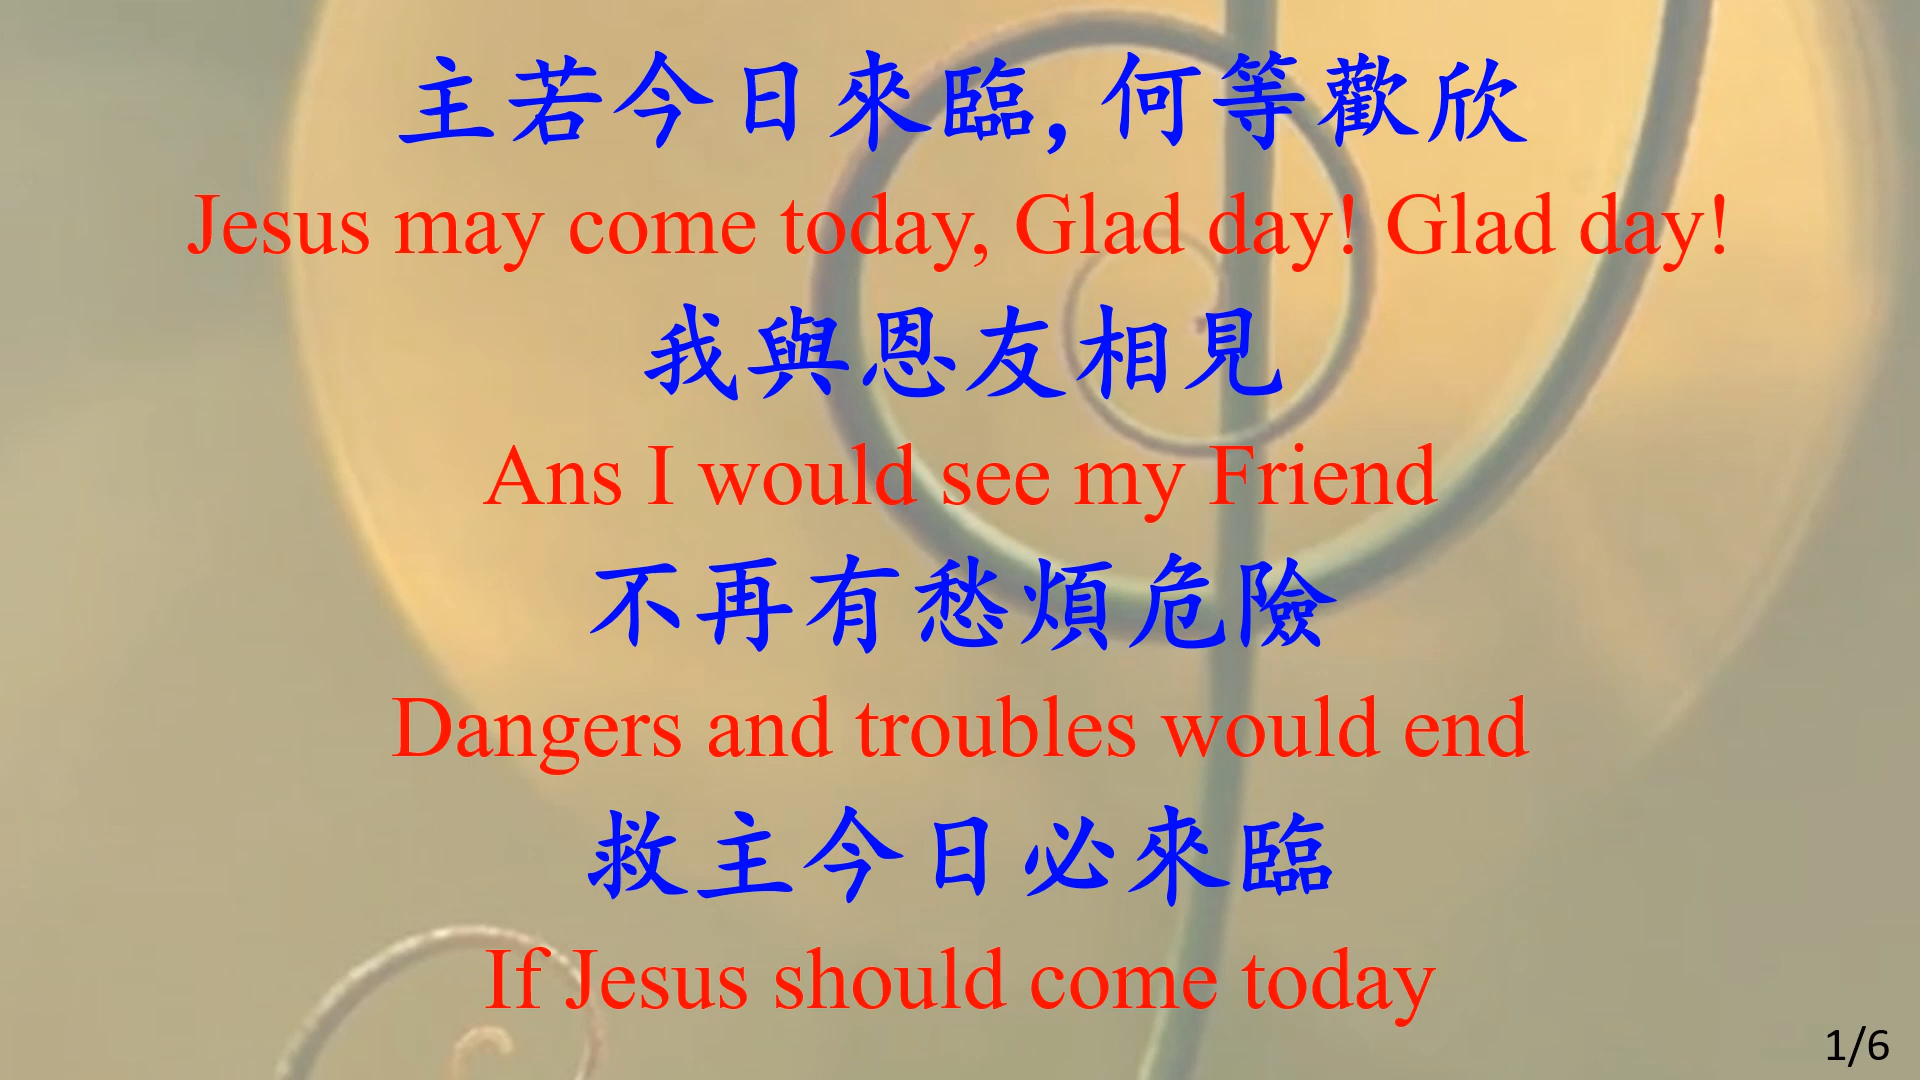 主若今日來臨,何等歡欣
Jesus may come today, Glad day! Glad day!
我與恩友相見
Ans I would see my Friend
不再有愁煩危險
Dangers and troubles would end
救主今日必來臨
If Jesus should come today
1/6